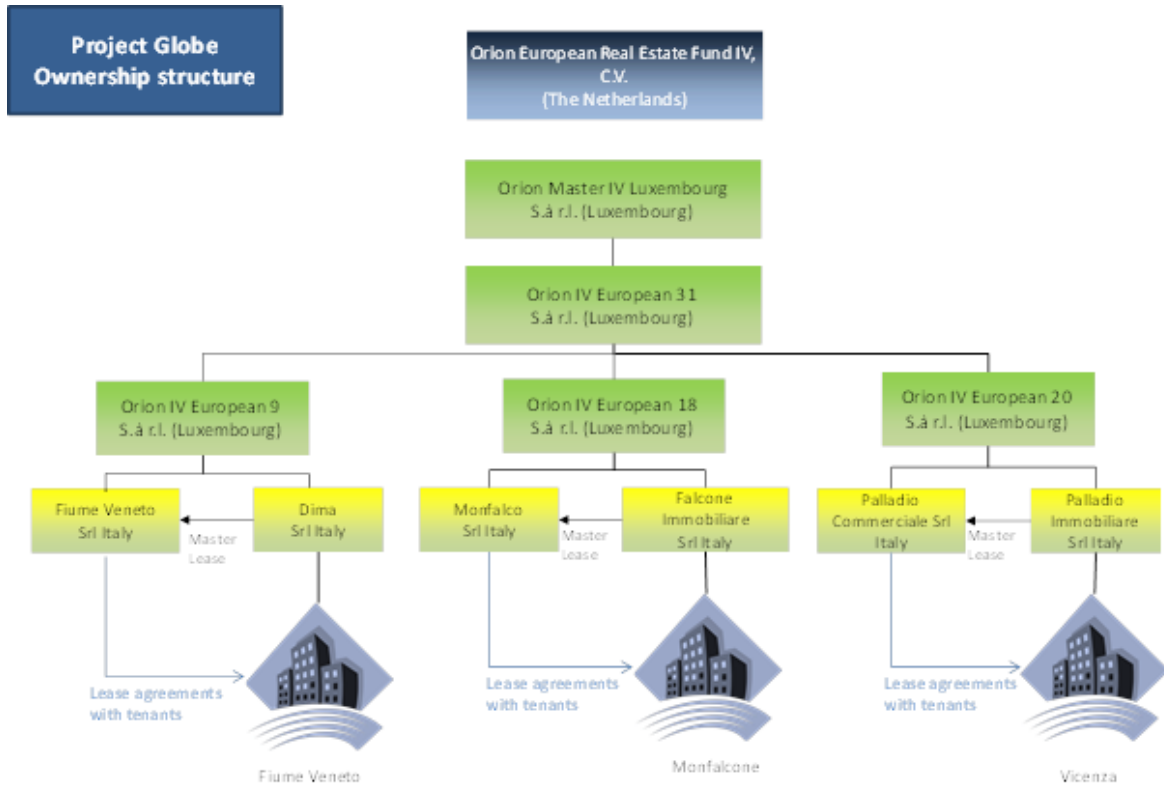 Project Globe
Ownership structure
Orion European Real Estate Fund IV,
C.V.
(The Netherlands)
Orion Master IV Luxembourg
S.à r.l. (Luxembourg)
Orion IV European 31
S.à r.l. (Luxembourg)
Orion IV European 9
S.à r.l. (Luxembourg)
Orion IV European 18
S.à r.l. (Luxembourg)
Orion IV European 20
S.à r.l. (Luxembourg)
Fiume Veneto
Srl Italy
Master
Lease
Dima
Srl Italy
Monfalco
Srl Italy
Master
Lease
Falcone
Immobiliare
Srl Italy
Palladio
Commerciale Srl
Italy
Master
Lease
Palladio
Immobiliare
Srl Italy
Lease agreements
with tenants
Lease agreements
with tenants
Lease agreements
with tenants
Fiume Veneto
Monfalcone
Vicenza